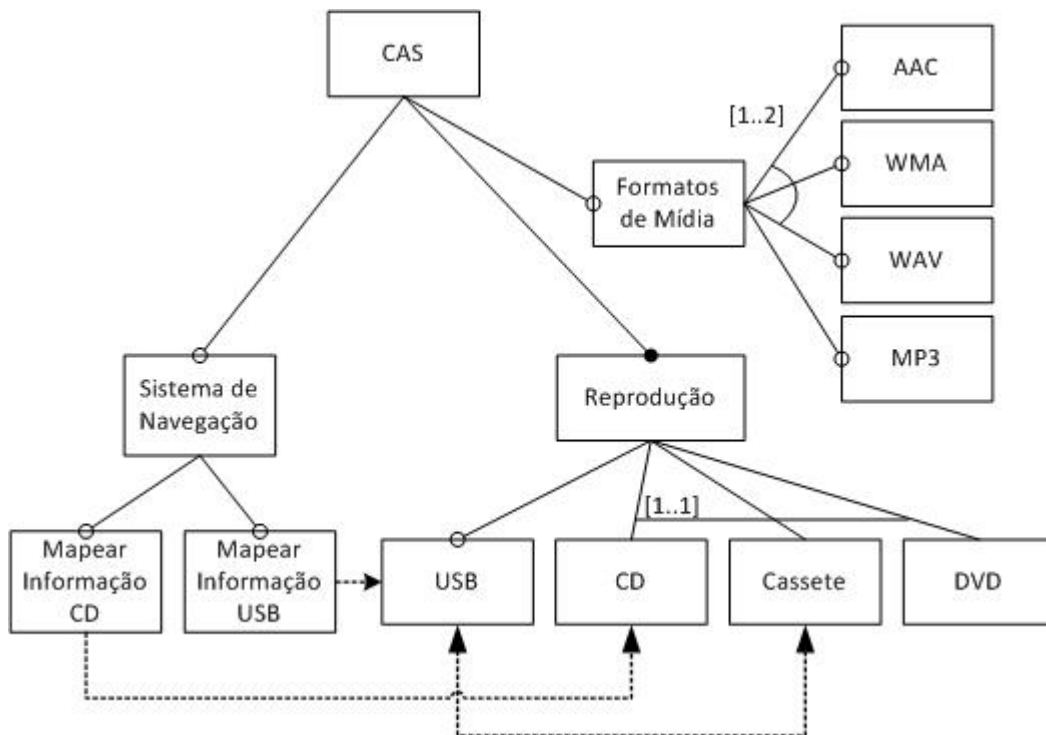 CAS
AAC
[1..2]
WMA
Formatos
de Mídia
WAV
MP3
Sistema de
Navegação
Reprodução
[1..1]
Mapear
Informação
CD
Mapear
Informação
USB
USB
CD
Cassete
DVD